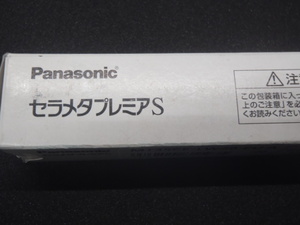 Panasonic
セラメタプレミアS
⚠注
この包装箱に入っ
上のご注意」を必
くお読みください
Panasonic